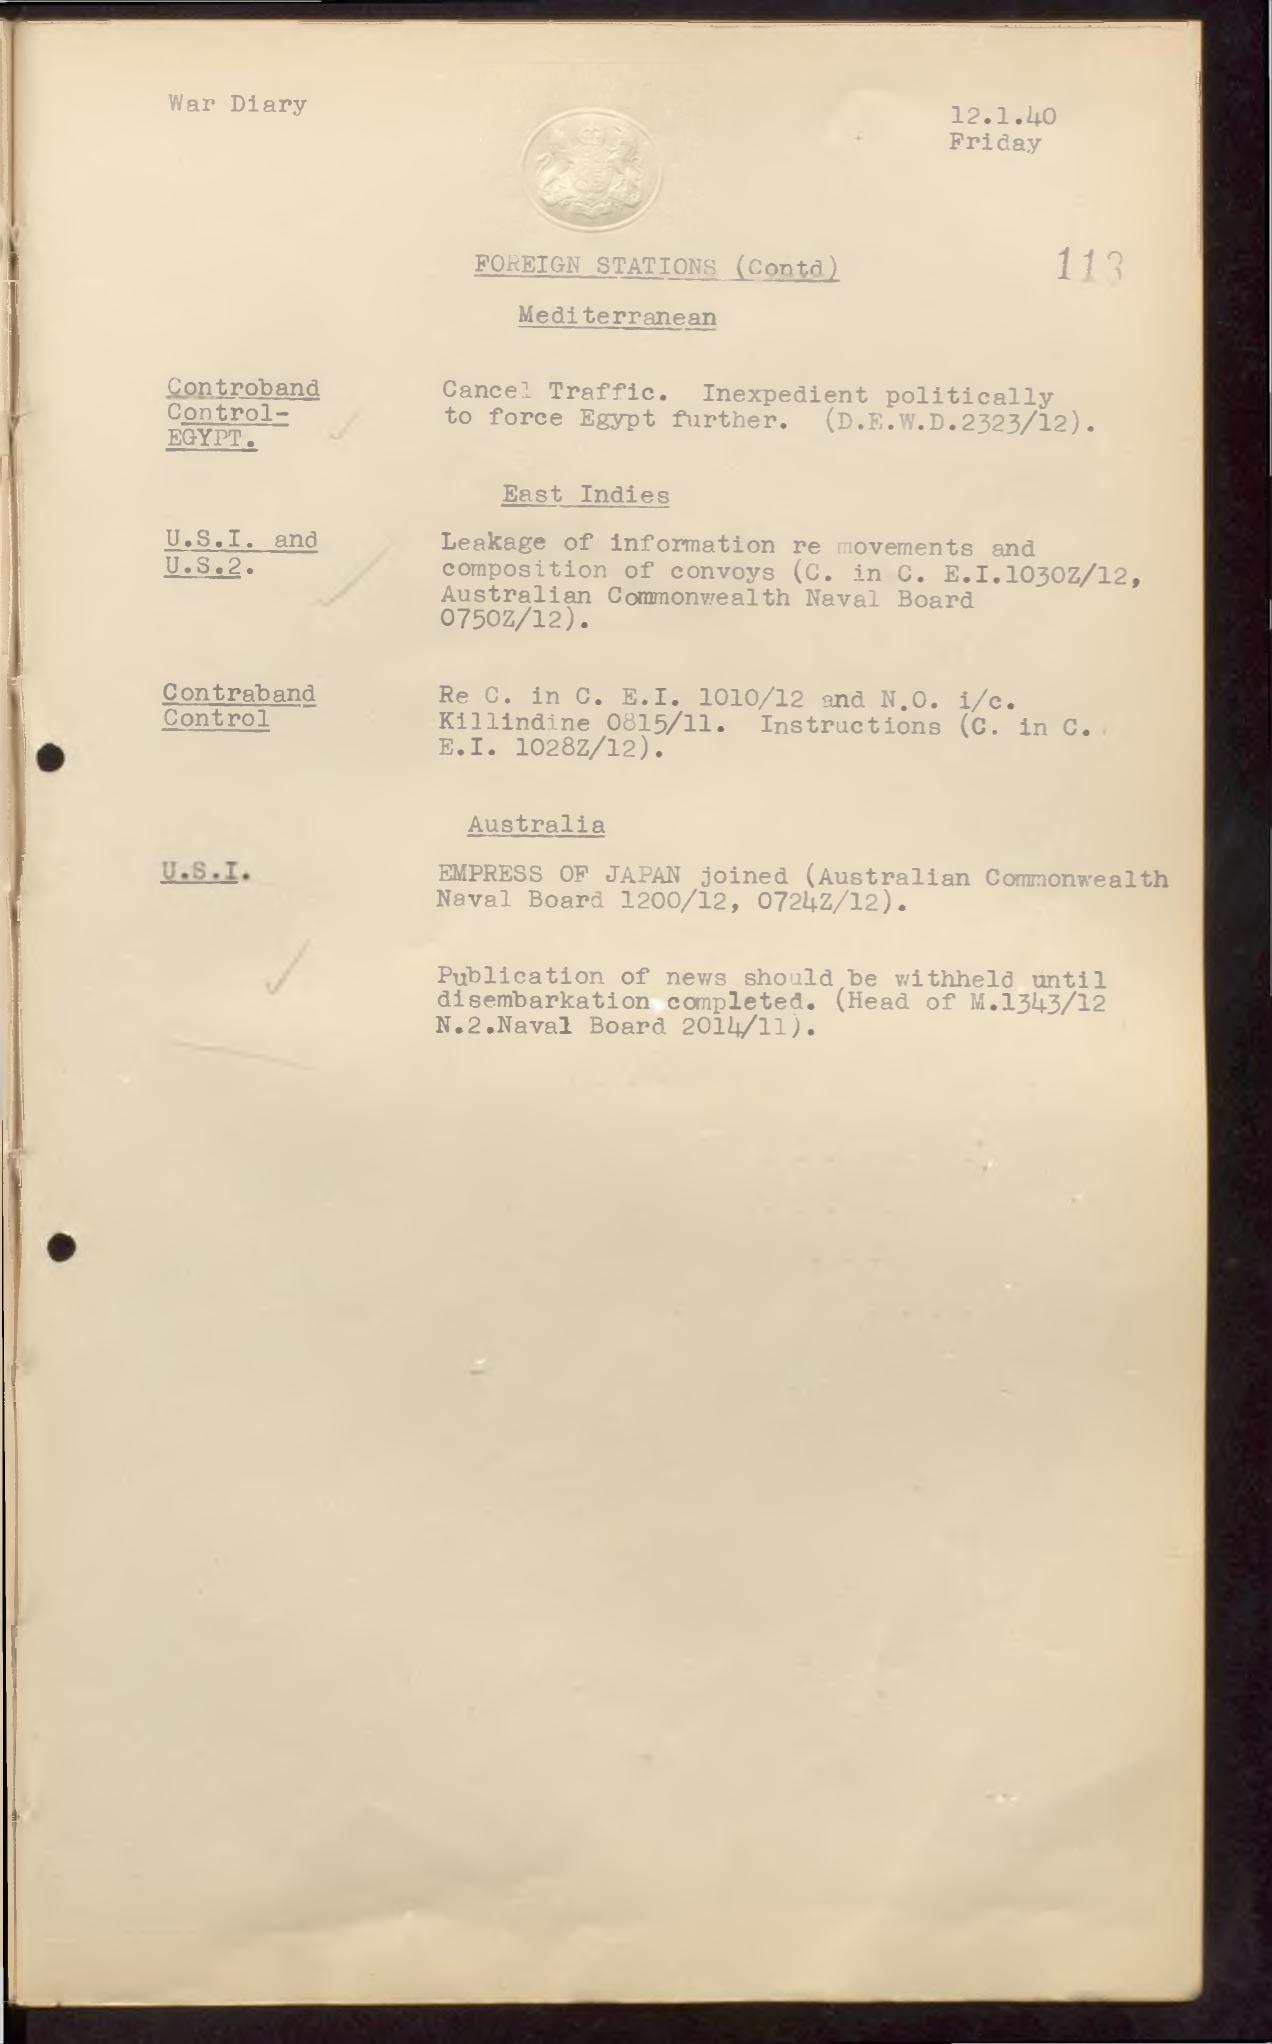 War Diary
12.1.40
Friday
FOREIGN STATIONS (Contd)
113
Mediterranean
Controband
Control-
EGYPT.
Cancel Traffic. Inexpedient politically
to force Egypt further. (D.E.W.D.2323/12).
East Indies
U.S.I. and
U.S.2.
Leakage of information re movements and
composition of convoys (C. in C. E.I.1030Z/12,
Australian Commonwealth Naval Board
0750Z/12).
Contraband
Control
Re C. in C. E.I. 1010/12 and N.O. i/c.
Killindine 0815/11. Instructions (C. in C.
E.I. 1028Z/12).
Australia
U.S.I.
EMPRESS OF JAPAN joined (Australian Commonwealth
Naval Board 1200/12, 0724Z/12).
Publication of news should be withheld until
disembarkation completed. (Head of M.1343/12
N.2.Naval Board 2014/11).